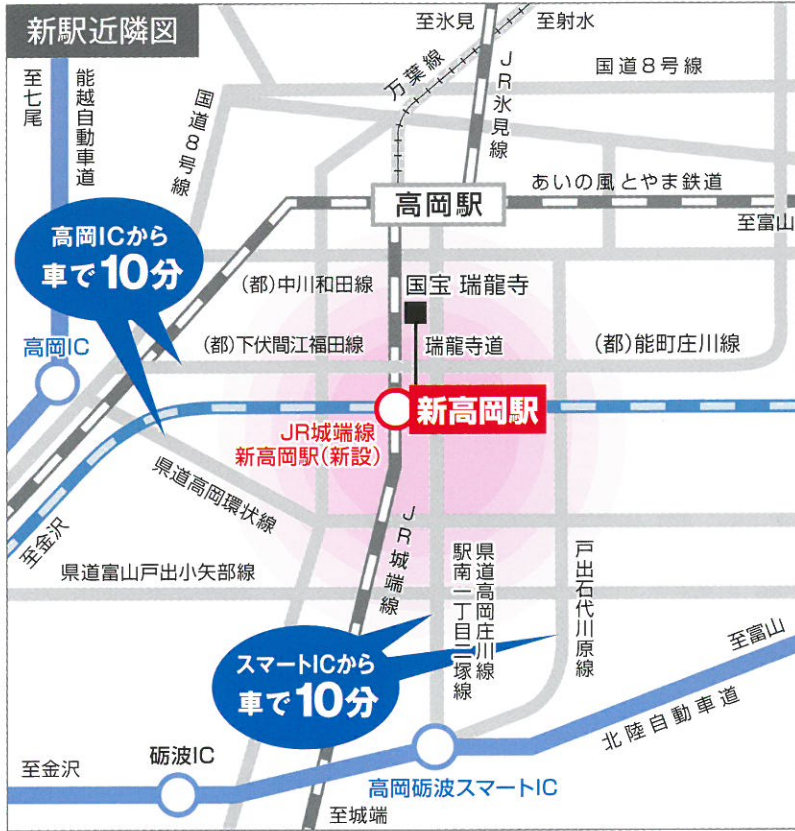 新駅近隣図
至氷見
至射水
至七尾
能越自動車道
国道8号線
万葉線
JR氷見線
国道8号線
あいの風とやま鉄道
高岡駅
至富山
高岡ICから
車で10分
(都)中川和田線
国宝 瑞龍寺
高岡IC
(都)下伏間江福田線
瑞龍寺道
(都)能町庄川線
新高岡駅
JR城端線
新高岡駅(新設)
県道高岡環状線
至金沢
JR城端線
県道富山戸出小矢部線
駅南一丁目二塚線
県道高岡庄川線
戸出石代川原線
スマートICから
車で10分
至富山
北陸自動車道
砺波IC
至金沢
高岡砺波スマートIC
至城端